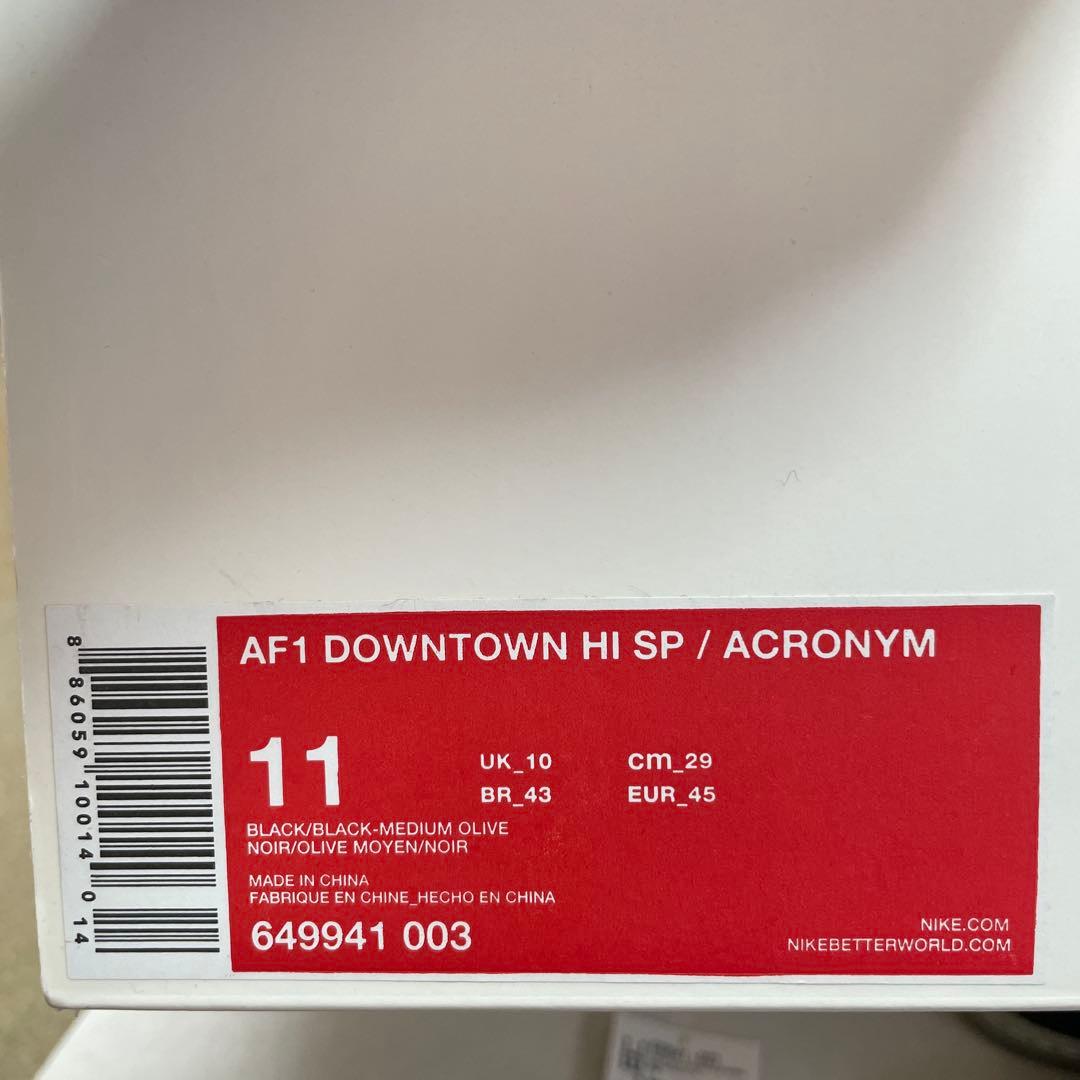 AF1 DOWNTOWN HI SP / ACRONYM
11
UK_10 cm_29
BR_43 EUR_45
BLACK/BLACK-MEDIUM OLIVE
NOIR/OLIVE MOYEN/NOIR
MADE IN CHINA
FABRIQUE EN CHINE_HECHO EN CHINA
649941 003
NIKE.COM
NIKEBETTERWORLD.COM
8 86059 10014 0 14